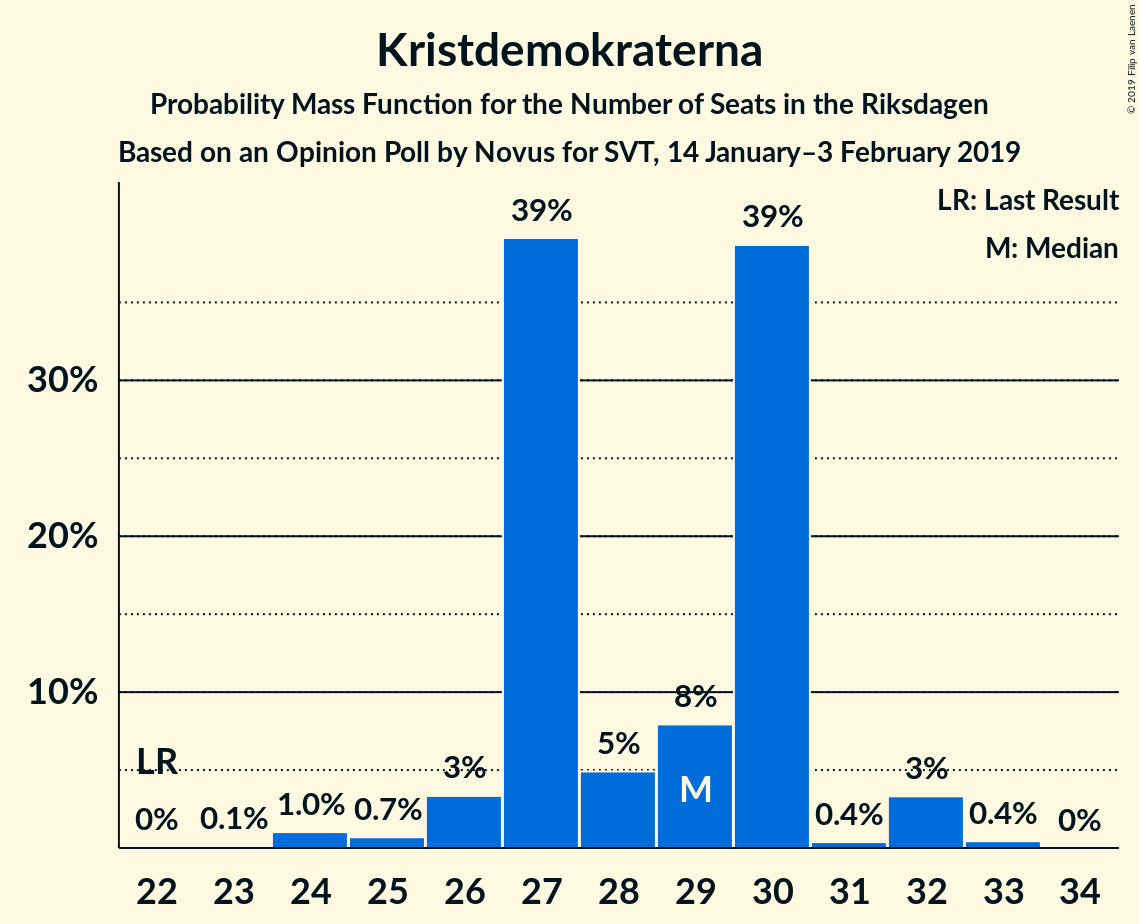 Kristdemokraterna
Probability Mass Function for the Number of Seats in the Riksdagen
Based on an Opinion Poll by Novus for SVT, 14 January–3 February 2019
© 2019 Filip van Laenen
LR: Last Result
M: Median
39% 39%
30%
20%
10%
8%
5%
LR
3% 3%
M
0% 0.1% 1.0% 0.7% 0.4% 0.4% 0%
22 23 24 25 26 27 28 29 30 31 32 33 34